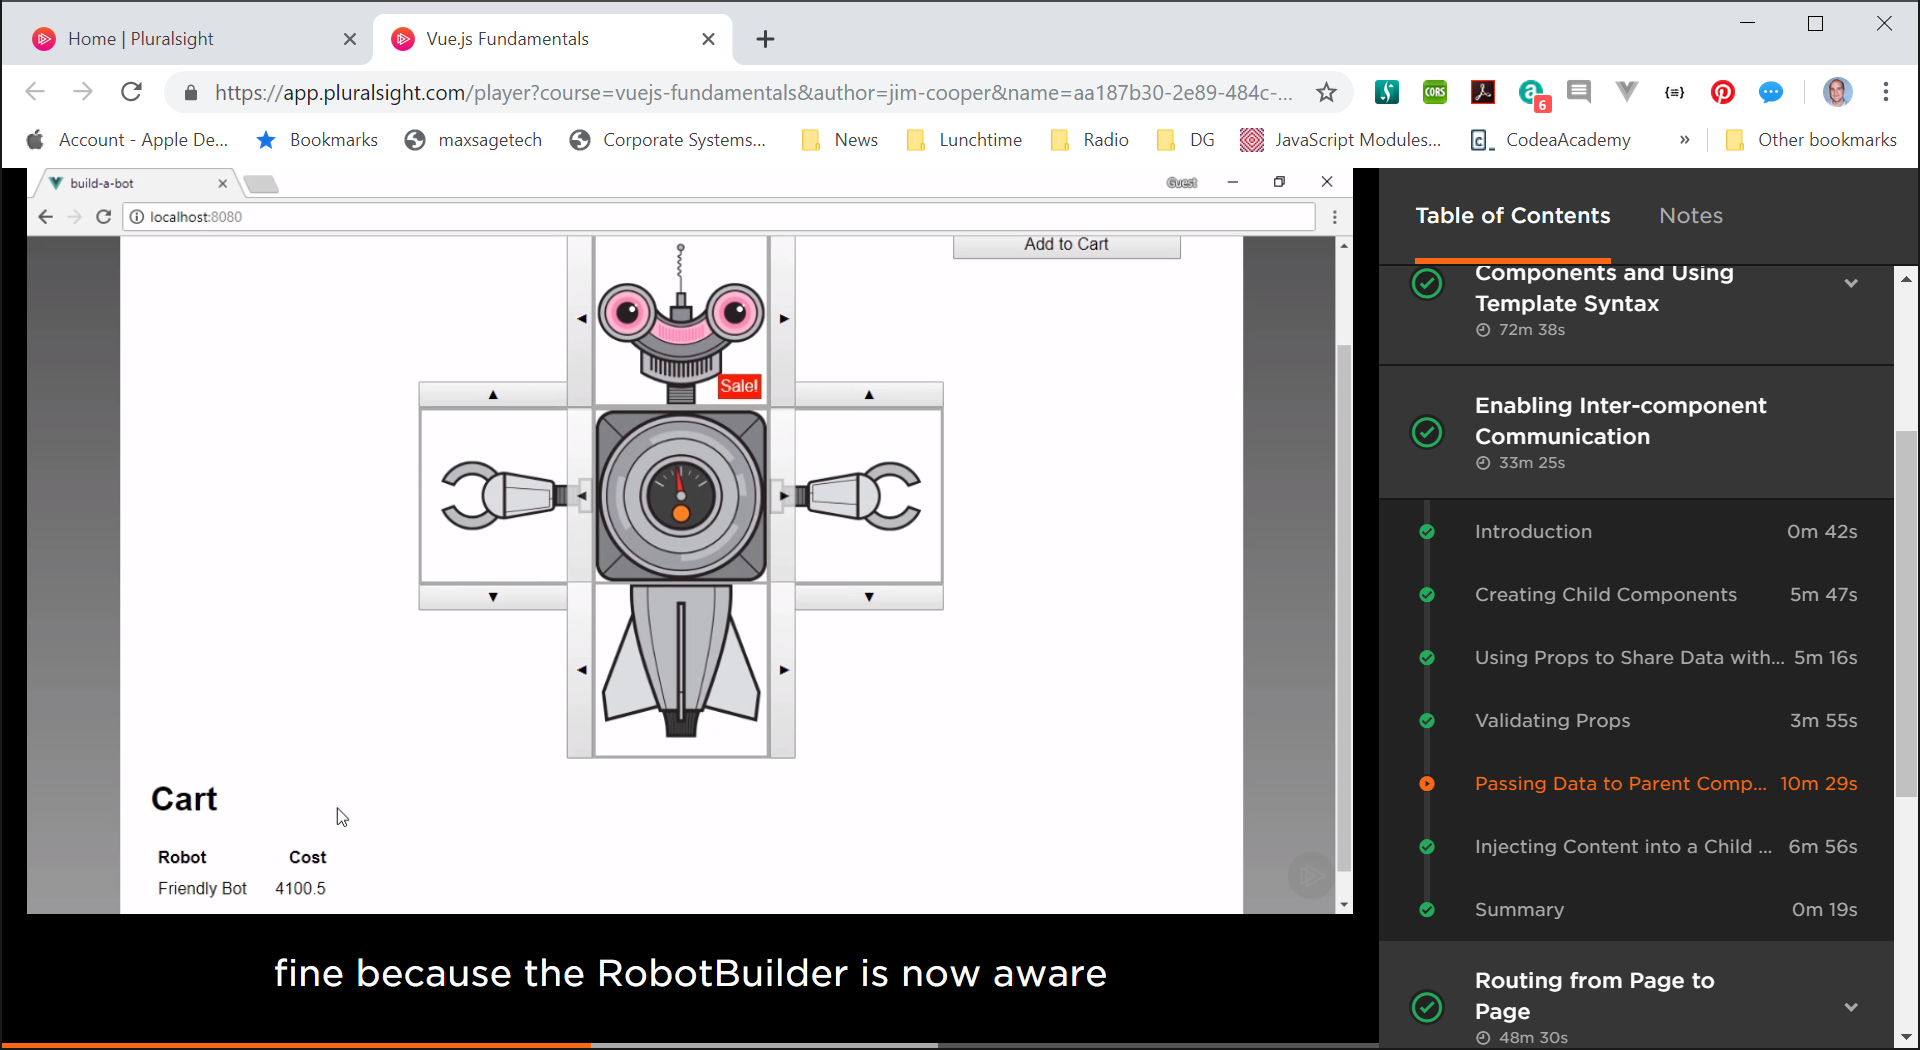 Home | Pluralsight
Vue.js Fundamentals
https://app.pluralsight.com/player?course=vuejs-fundamentals&author=jim-cooper&name=aa187b30-2e89-484c-...
CORS
6
Account - Apple De...
Bookmarks
maxsagetech
Corporate Systems...
News
Lunchtime
Radio
DG
JavaScript Modules...
CodeaAcademy
»
Other bookmarks
build-a-bot
Guest
localhost:8080
Add to Cart
Sale!
Cart
Robot Cost
Friendly Bot 4100.5
fine because the RobotBuilder is now aware
Table of Contents
Notes
Components and Using
Template Syntax
72m 38s
Enabling Inter-component
Communication
33m 25s
Introduction 0m 42s
Creating Child Components 5m 47s
Using Props to Share Data with... 5m 16s
Validating Props 3m 55s
Passing Data to Parent Comp... 10m 29s
Injecting Content into a Child ... 6m 56s
Summary 0m 19s
Routing from Page to
Page
48m 30s